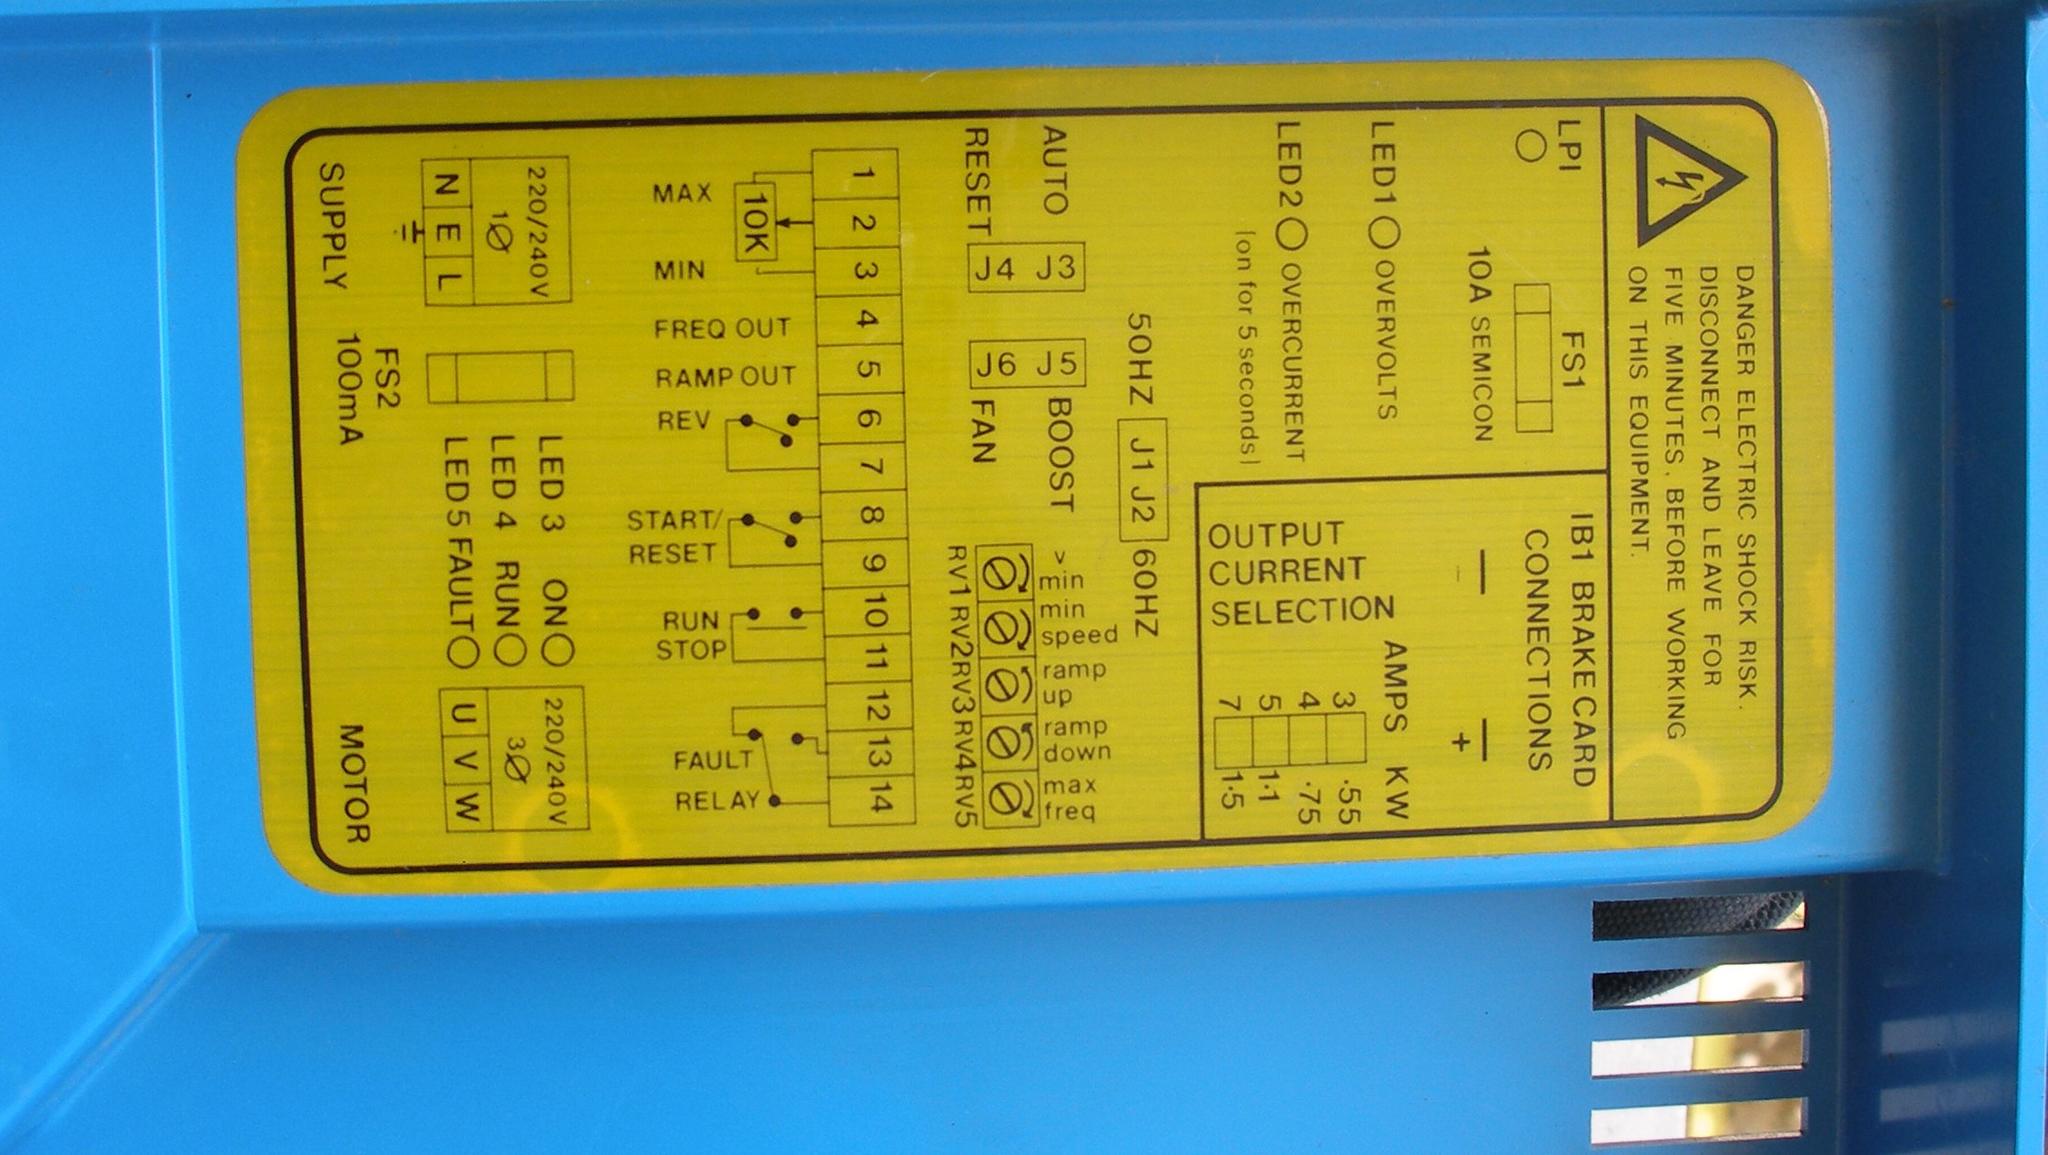 DANGER ELECTRIC SHOCK RISK.
DISCONNECT AND LEAVE FOR
FIVE MINUTES, BEFORE WORKING
ON THIS EQUIPMENT.
LP1
FS1
10A SEMICON
IB1 BRAKE CARD
CONNECTIONS
− +
LED1 OVERVOLTS
LED2 OVERCURRENT
(on for 5 seconds)
OUTPUT
CURRENT
SELECTION
AMPS KW
3 .55
4 .75
5 1.1
7 1.5
50HZ J1 J2 60HZ
AUTO J3 J5 BOOST
RESET J4 J6 FAN
v min
min speed
ramp up
ramp down
max freq
RV1 RV2 RV3 RV4 RV5
1 2 3 4 5 6 7 8 9 10 11 12 13 14
10K
MAX
MIN
FREQ OUT
RAMP OUT
REV
START/
RESET
RUN
STOP
FAULT
RELAY
220/240V
1Ø
N E L
SUPPLY
FS2
100mA
LED 3 ON
LED 4 RUN
LED5 FAULT
220/240V
3Ø
U V W
MOTOR